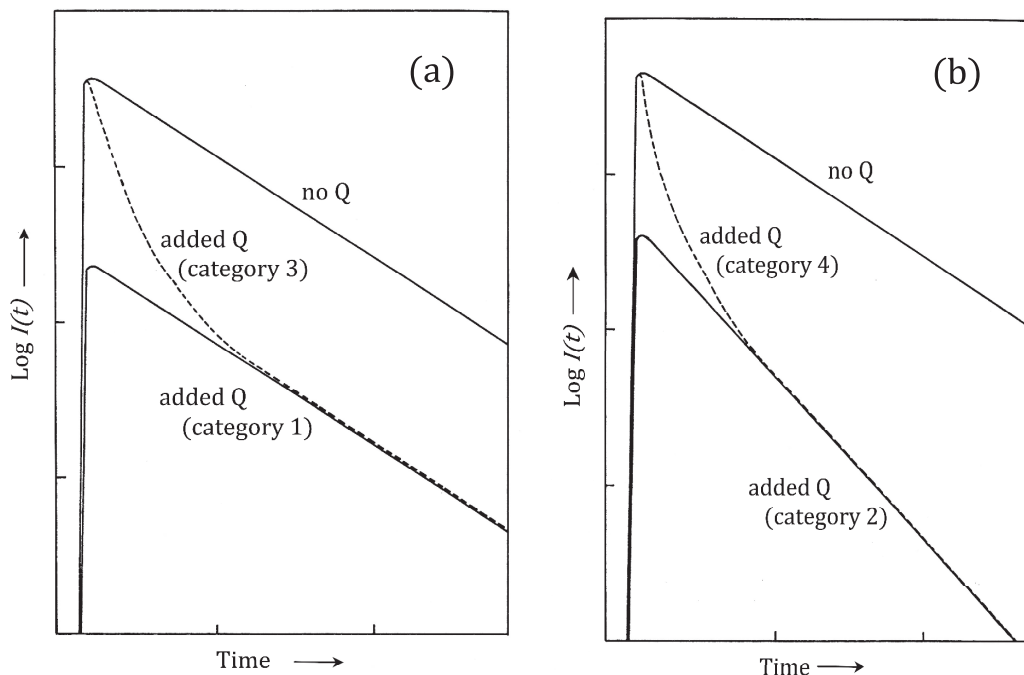 (a)
no Q
added Q
(category 3)
added Q
(category 1)
Log I(t)
Time
(b)
no Q
added Q
(category 4)
added Q
(category 2)
Log I(t)
Time